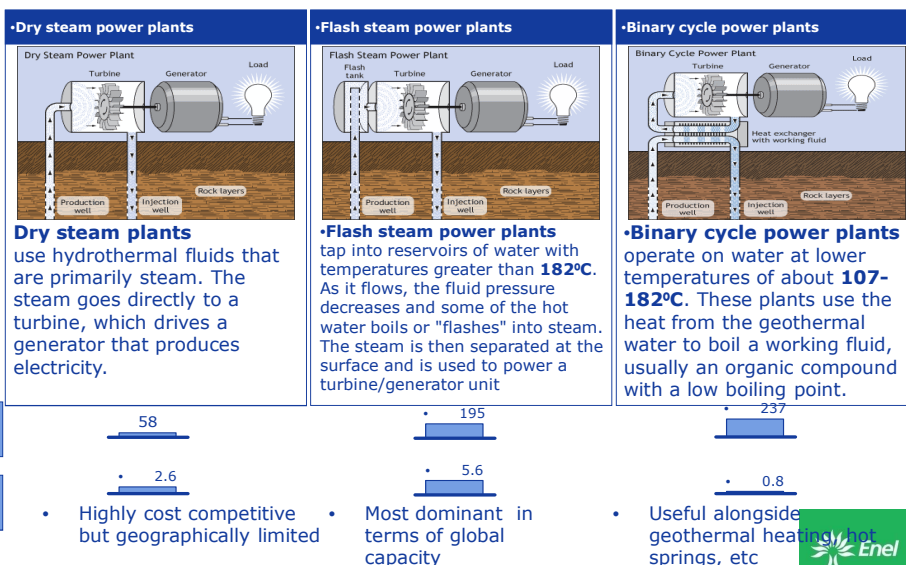 •Dry steam power plants
Dry Steam Power Plant
Turbine
Generator
Load
Rock layers
Production
well
Injection
well
Dry steam plants
use hydrothermal fluids that
are primarily steam. The
steam goes directly to a
turbine, which drives a
generator that produces
electricity.
•Flash steam power plants
Flash Steam Power Plant
Flash
tank
Turbine
Generator
Load
Rock layers
Production
well
Injection
well
•Flash steam power plants
tap into reservoirs of water with
temperatures greater than 182ºC.
As it flows, the fluid pressure
decreases and some of the hot
water boils or "flashes" into steam.
The steam is then separated at the
surface and is used to power a
turbine/generator unit
•Binary cycle power plants
Binary Cycle Power Plant
Turbine
Generator
Load
Heat exchanger
with working fluid
Rock layers
Production
well
Injection
well
•Binary cycle power plants
operate on water at lower
temperatures of about 107-
182ºC. These plants use the
heat from the geothermal
water to boil a working fluid,
usually an organic compound
with a low boiling point.
58
• 195
• 237
• 2.6
• 5.6
• 0.8
• Highly cost competitive
but geographically limited
• Most dominant in
terms of global
capacity
• Useful alongside
geothermal heating, hot
springs, etc
Enel